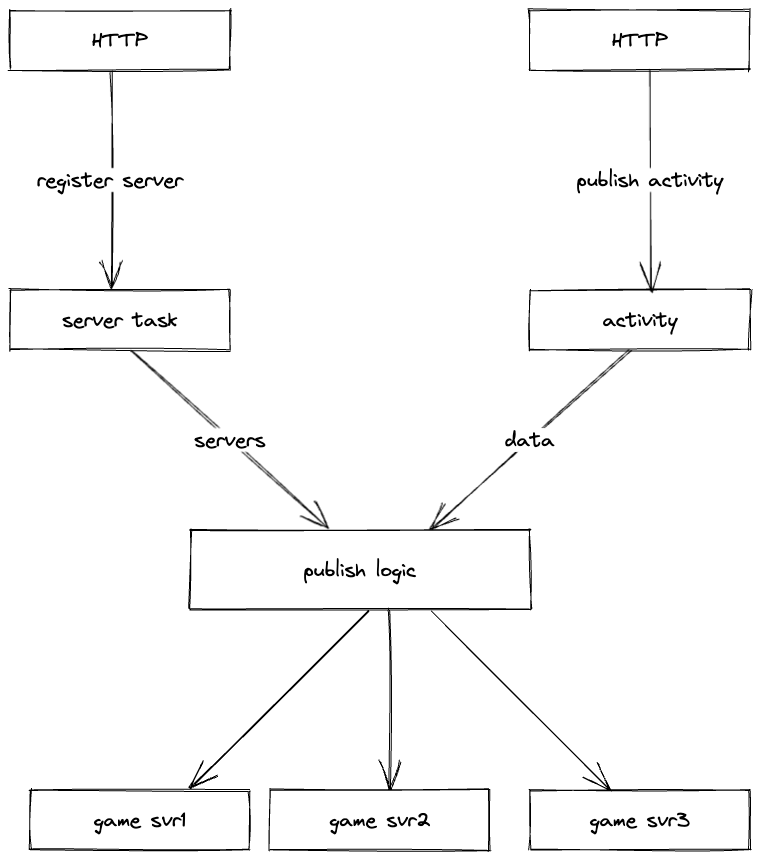 HTTP
HTTP
register server
publish activity
server task
activity
servers
data
publish logic
game svr1
game svr2
game svr3